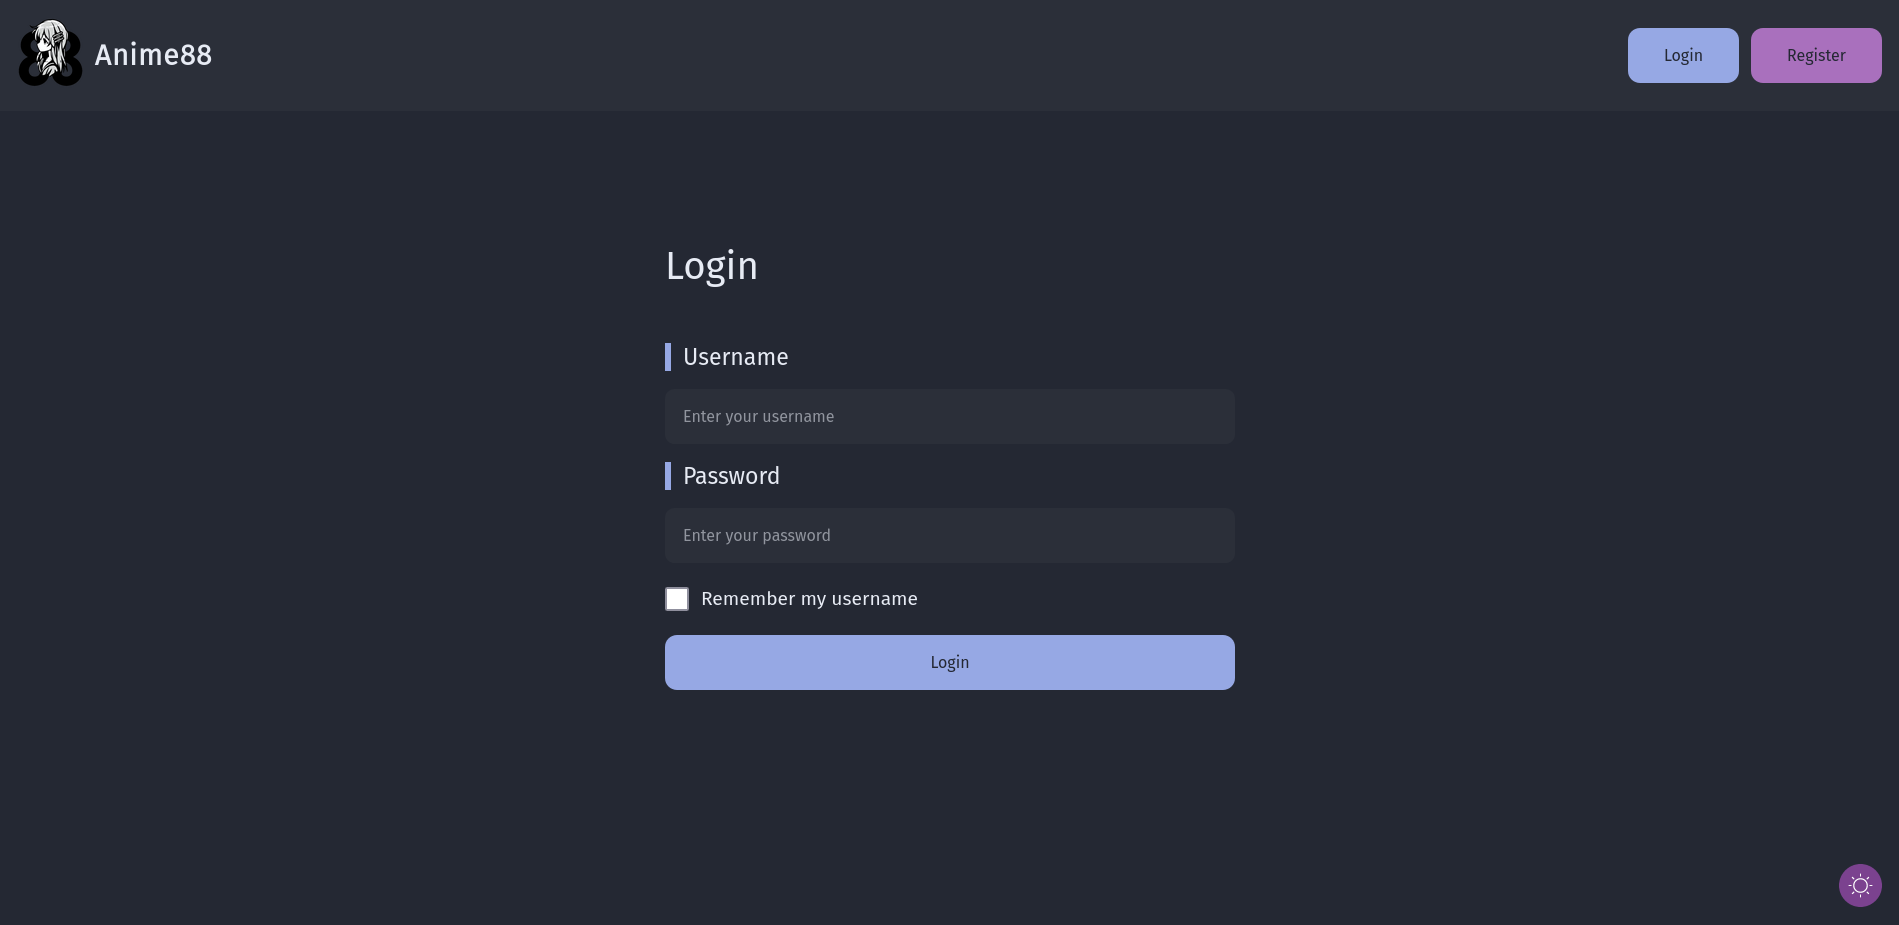 Anime88
Login
Register
Login
Username
Enter your username
Password
Enter your password
Remember my username
Login